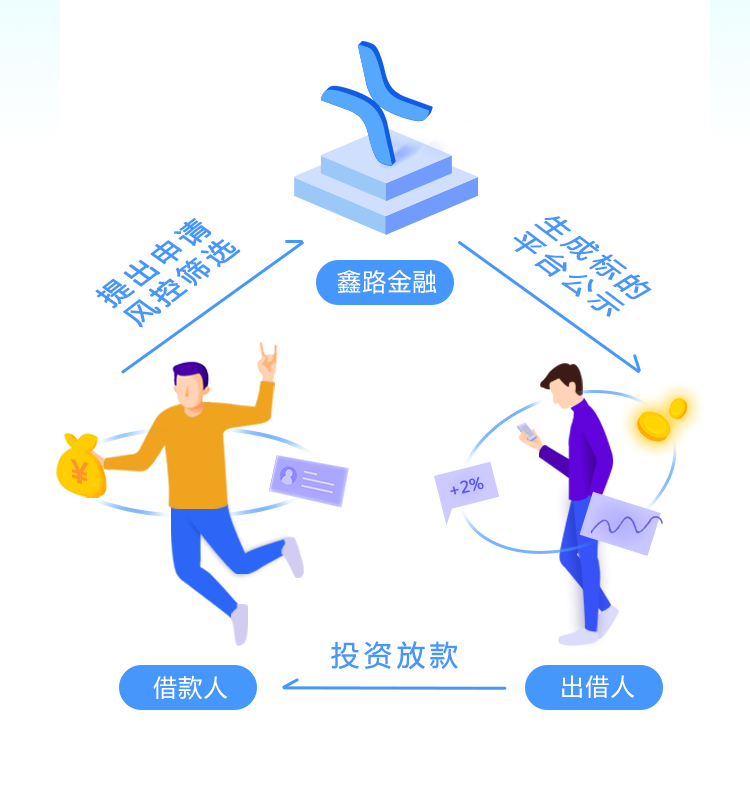 提出申请
风控筛选
生成标的
平台公示
鑫路金融
¥
+2%
投资放款
借款人
出借人